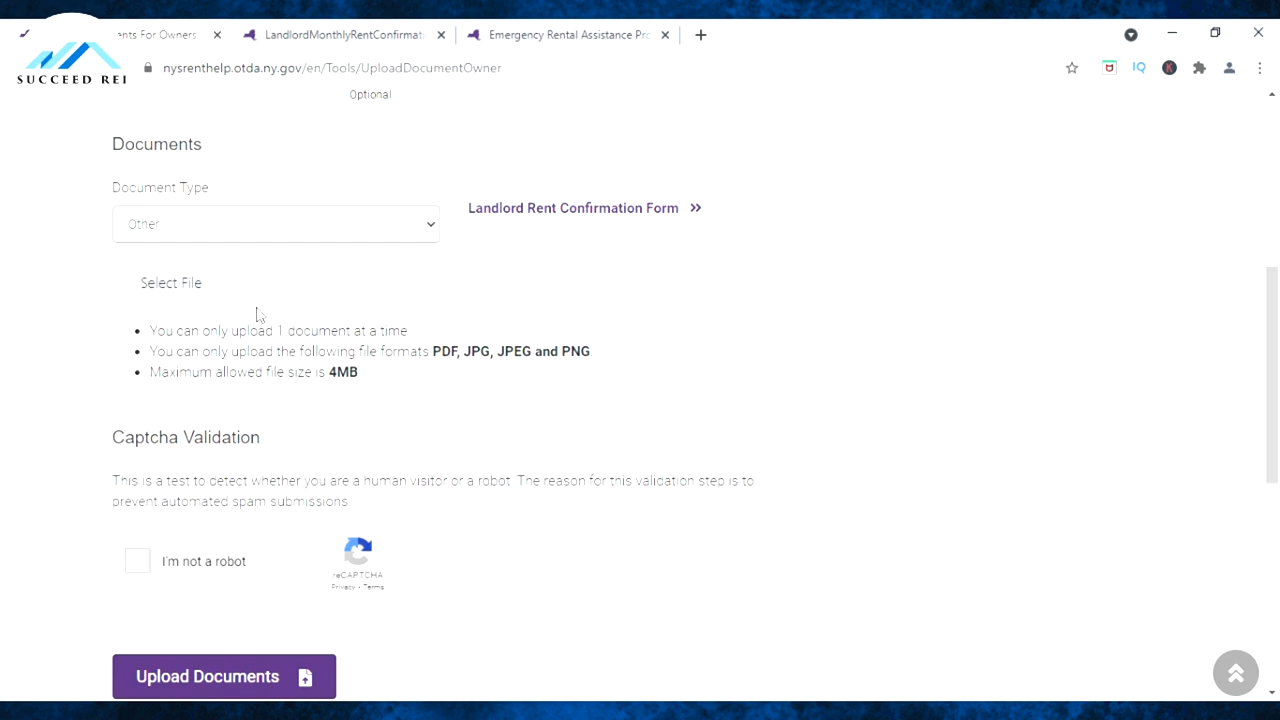 ents For Owners
LandlordMonthlyRentConfirmat
Emergency Rental Assistance Pro
SUCCEED REI
nysrenthelp.otda.ny.gov/en/Tools/UploadDocumentOwner
IQ
K
Optional
Documents
Document Type
Other
Landlord Rent Confirmation Form
Select File
You can only upload 1 document at a time
You can only upload the following file formats PDF, JPG, JPEG and PNG
Maximum allowed file size is 4MB
Captcha Validation
This is a test to detect whether you are a human visitor or a robot. The reason for this validation step is to
prevent automated spam submissions.
I'm not a robot
reCAPTCHA
Privacy - Terms
Upload Documents